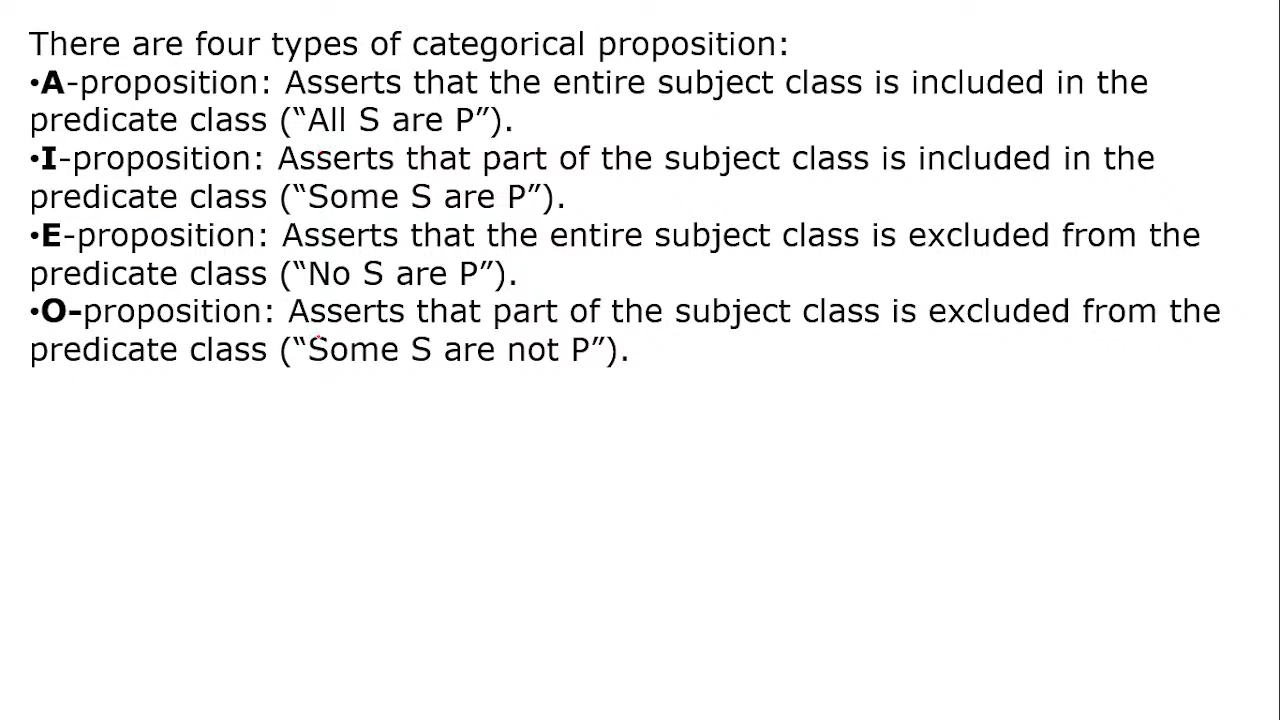 There are four types of categorical proposition:
•A-proposition: Asserts that the entire subject class is included in the
predicate class (“All S are P”).
•I-proposition: Asserts that part of the subject class is included in the
predicate class (“Some S are P”).
•E-proposition: Asserts that the entire subject class is excluded from the
predicate class (“No S are P”).
•O-proposition: Asserts that part of the subject class is excluded from the
predicate class (“Some S are not P”).